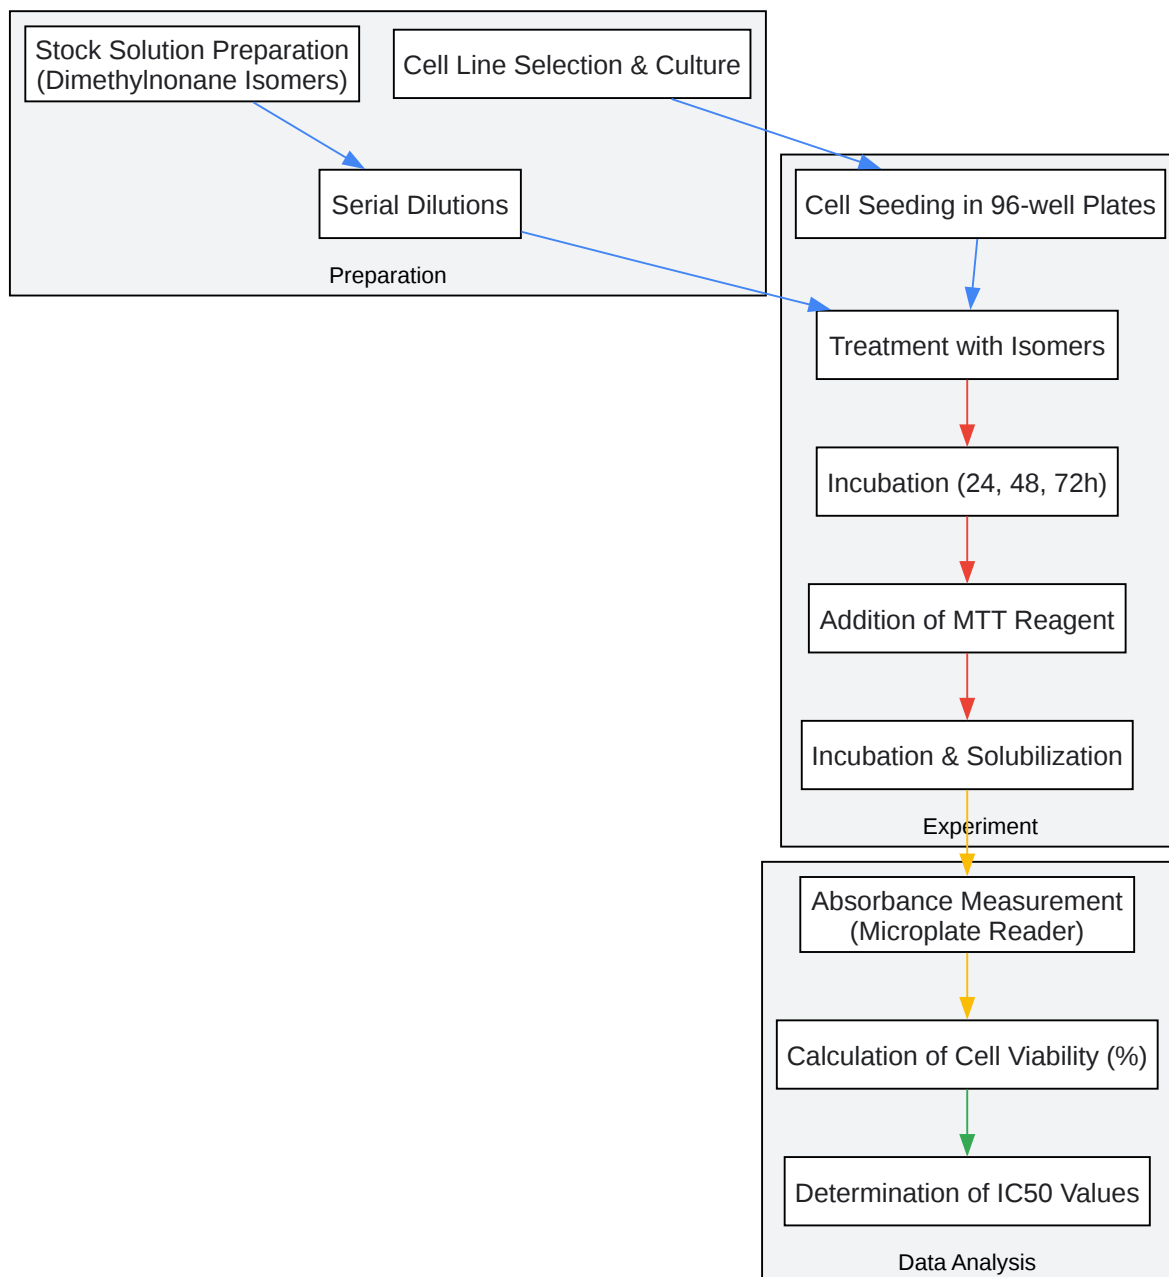 Stock Solution Preparation
(Dimethylnonane Isomers)
Cell Line Selection & Culture
Serial Dilutions
Preparation
Cell Seeding in 96-well Plates
Treatment with Isomers
Incubation (24, 48, 72h)
Addition of MTT Reagent
Incubation & Solubilization
Experiment
Absorbance Measurement
(Microplate Reader)
Calculation of Cell Viability (%)
Determination of IC50 Values
Data Analysis